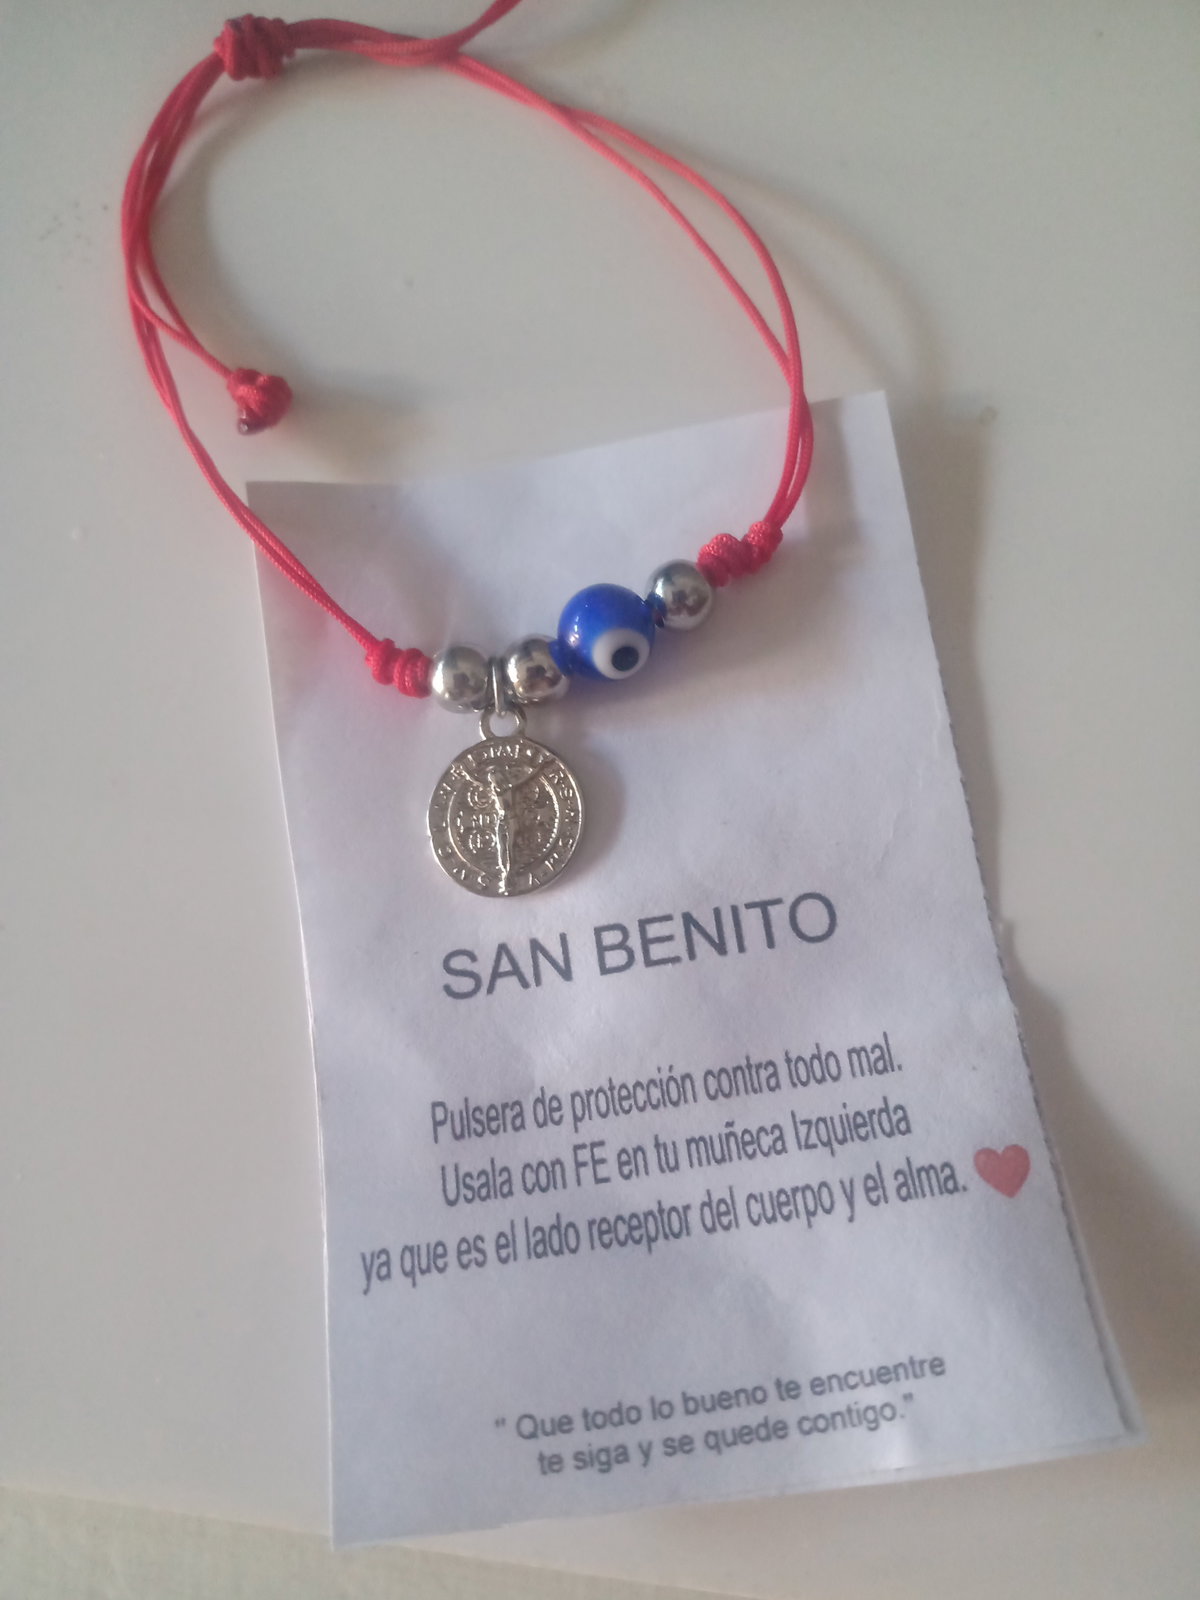 SAN BENITO
Pulsera de protección contra todo mal.
Usala con FE en tu muñeca Izquierda
ya que es el lado receptor del cuerpo y el alma.
" Que todo lo bueno te encuentre
te siga y se quede contigo."